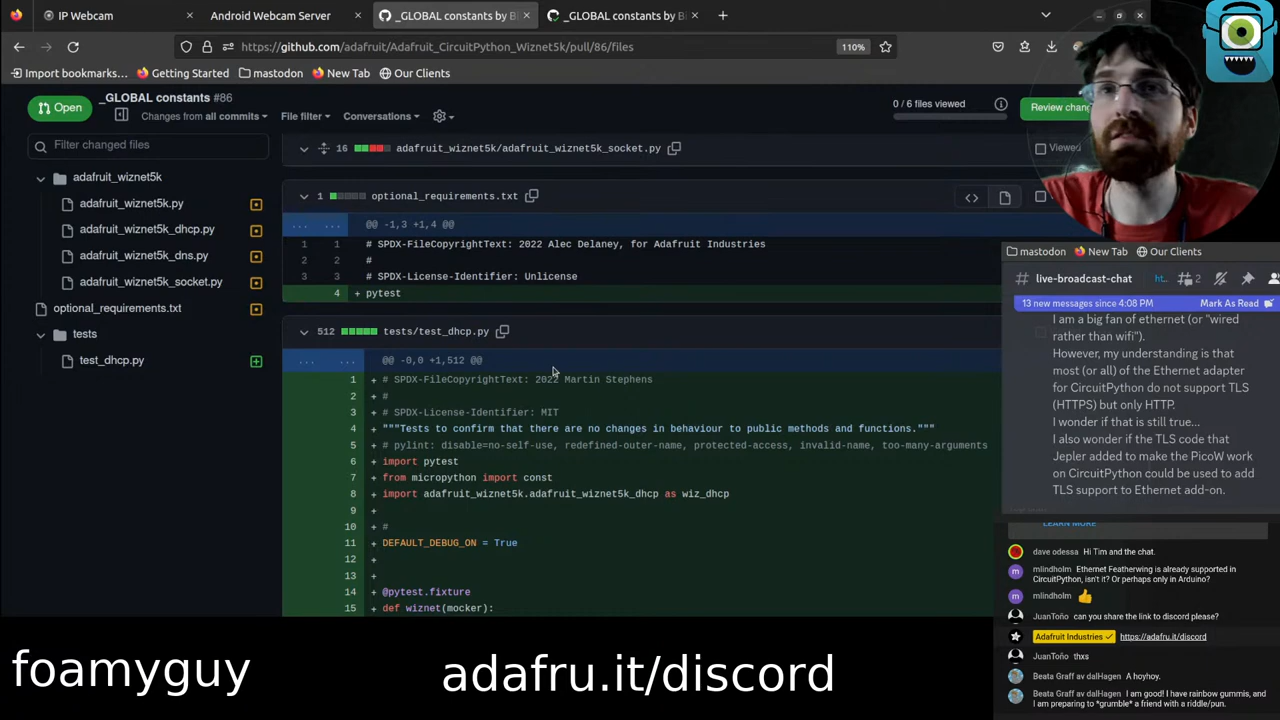 IP Webcam
Android Webcam Server
_GLOBAL constants by B
_GLOBAL constants by B
https://github.com/adafruit/Adafruit_CircuitPython_Wiznet5k/pull/86/files
110%
Import bookmarks...
Getting Started
mastodon
New Tab
Our Clients
Open
_GLOBAL constants #86
Changes from all commits
File filter
Conversations
0 / 6 files viewed
Review chang
Filter changed files
adafruit_wiznet5k
adafruit_wiznet5k.py
adafruit_wiznet5k_dhcp.py
adafruit_wiznet5k_dns.py
adafruit_wiznet5k_socket.py
optional_requirements.txt
tests
test_dhcp.py
16 adafruit_wiznet5k/adafruit_wiznet5k_socket.py
Viewed
1 optional_requirements.txt
@@ -1,3 +1,4 @@
1 1 # SPDX-FileCopyrightText: 2022 Alec Delaney, for Adafruit Industries
2 2 #
3 3 # SPDX-License-Identifier: Unlicense
4 + pytest
512 tests/test_dhcp.py
@@ -0,0 +1,512 @@
1 + # SPDX-FileCopyrightText: 2022 Martin Stephens
2 + #
3 + # SPDX-License-Identifier: MIT
4 + """Tests to confirm that there are no changes in behaviour to public methods and functions."""
5 + # pylint: disable=no-self-use, redefined-outer-name, protected-access, invalid-name, too-many-arguments
6 + import pytest
7 + from micropython import const
8 + import adafruit_wiznet5k.adafruit_wiznet5k_dhcp as wiz_dhcp
9 +
10 + #
11 + DEFAULT_DEBUG_ON = True
12 +
13 +
14 + @pytest.fixture
15 + def wiznet(mocker):
mastodon
New Tab
Our Clients
# live-broadcast-chat
ht...
2
13 new messages since 4:08 PM
Mark As Read
I am a big fan of ethernet (or "wired
rather than wifi").
However, my understanding is that
most (or all) of the Ethernet adapter
for CircuitPython do not support TLS
(HTTPS) but only HTTP.
I wonder if that is still true...
I also wonder if the TLS code that
Jepler added to make the PicoW work
on CircuitPython could be used to add
TLS support to Ethernet add-on.
LEARN MORE
dave odessa Hi Tim and the chat.
m mlindholm Ethernet Featherwing is already supported in
CircuitPython, isn't it? Or perhaps only in Arduino?
m mlindholm 👍
JuanToño can you share the link to discord please?
Adafruit Industries ✓ https://adafru.it/discord
JuanToño thxs
Beata Graff av dalHagen A hoyhoy.
Beata Graff av dalHagen I am good! I have rainbow gummis, and
I am preparing to *grumble* a friend with a riddle/pun.
foamyguy
adafru.it/discord